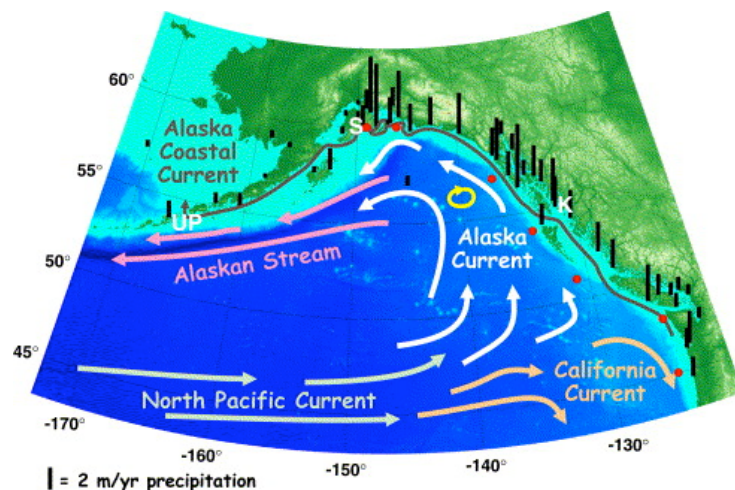 60°
55°
50°
45°
-170°
-160°
-150°
-140°
-130°
Alaska
Coastal
Current
S
UP
K
Alaska
Current
Alaskan Stream
North Pacific Current
California
Current
= 2 m/yr precipitation